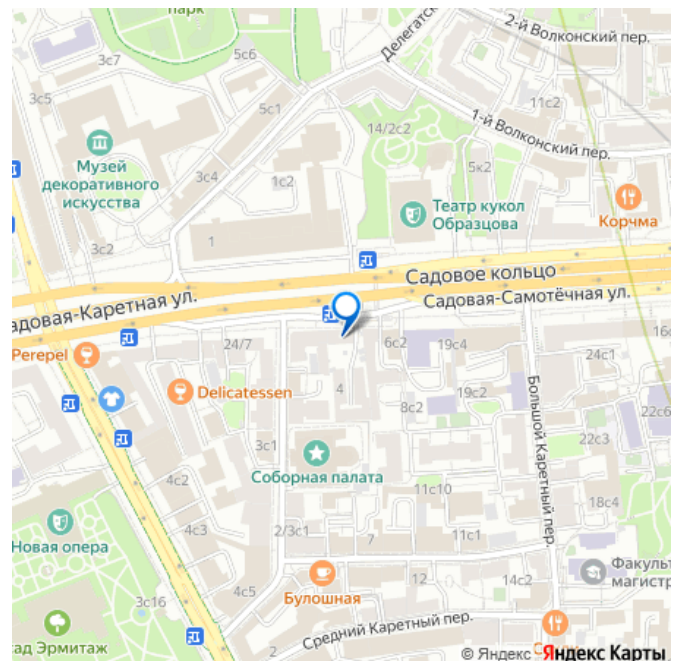 парк
5с6
Делегатск
2-й Волконский пер.
3с7
3с5
5с1
11с2
1-й Волконский пер.
14/2с2
Музей
декоративного
искусства
3с4
1с2
5к2
Театр кукол
Образцова
Корчма
3с2
1
Садовое кольцо
адовая-Каретная ул.
Садовая-Самотёчная ул.
Perepel
24/7
6с2
19с4
16с
24с1
Delicatessen
4
19с2
8с2
Большой Каретный пер.
22с6
3с1
22с3
Соборная палата
4с2
11с10
18с4
4с3
2/3с1
7
11с1
Новая опера
Факуль
магистр
4с5
Булошная
12
14с2
3с16
Средний Каретный пер.
ад Эрмитаж
2
© Яндекс Яндекс Карты